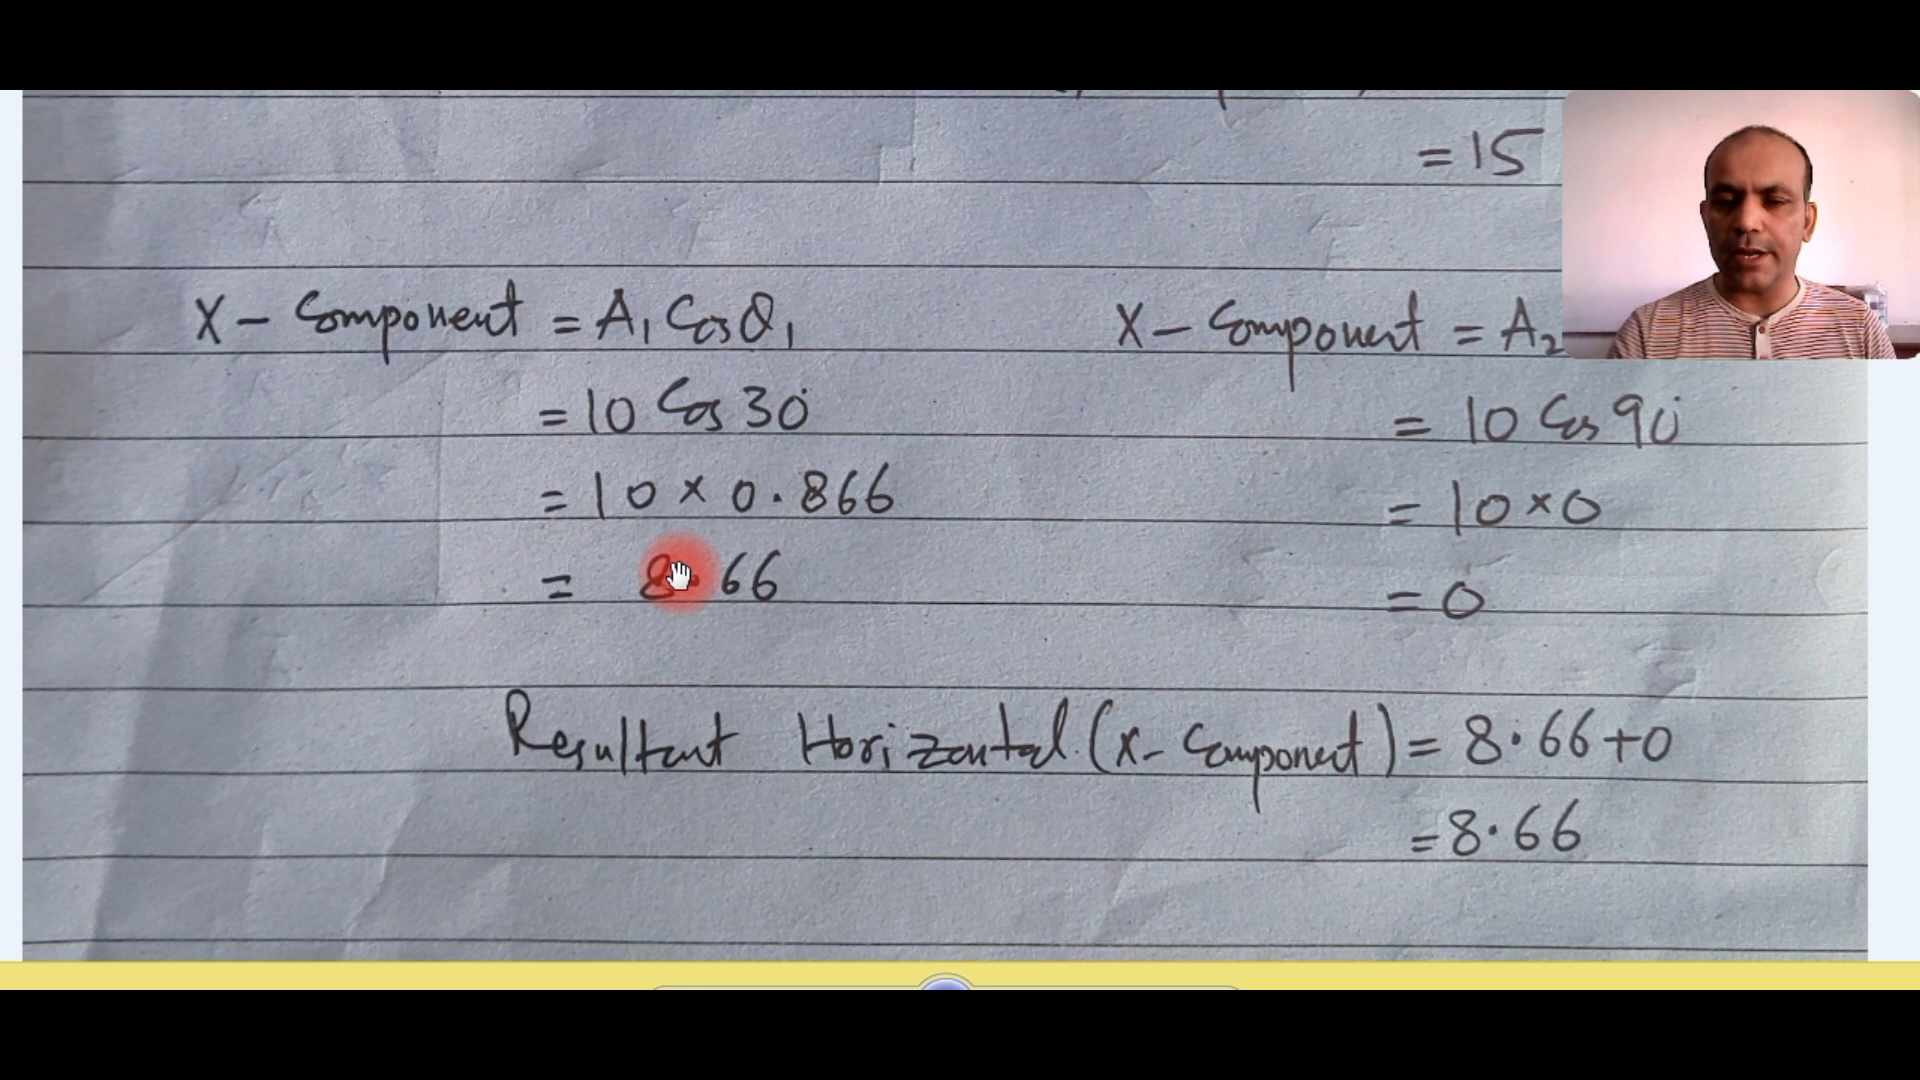 = 15
X - Component = A₁ Cos θ₁
= 10 Cos 30°
= 10 × 0.866
= 8.66
X - Component = A₂
= 10 Cos 90°
= 10 × 0
= 0
Resultant Horizontal (X - Component) = 8.66 + 0
= 8.66